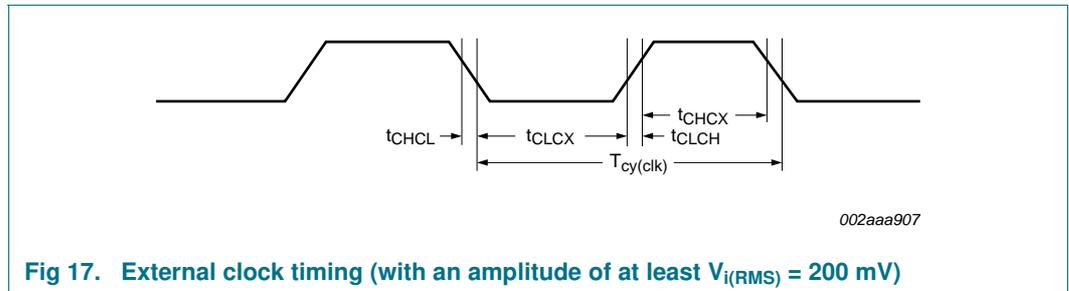 tCHCX
tCHCL tCLCX tCLCH
Tcy(clk)
002aaa907
Fig 17. External clock timing (with an amplitude of at least Vi(RMS) = 200 mV)